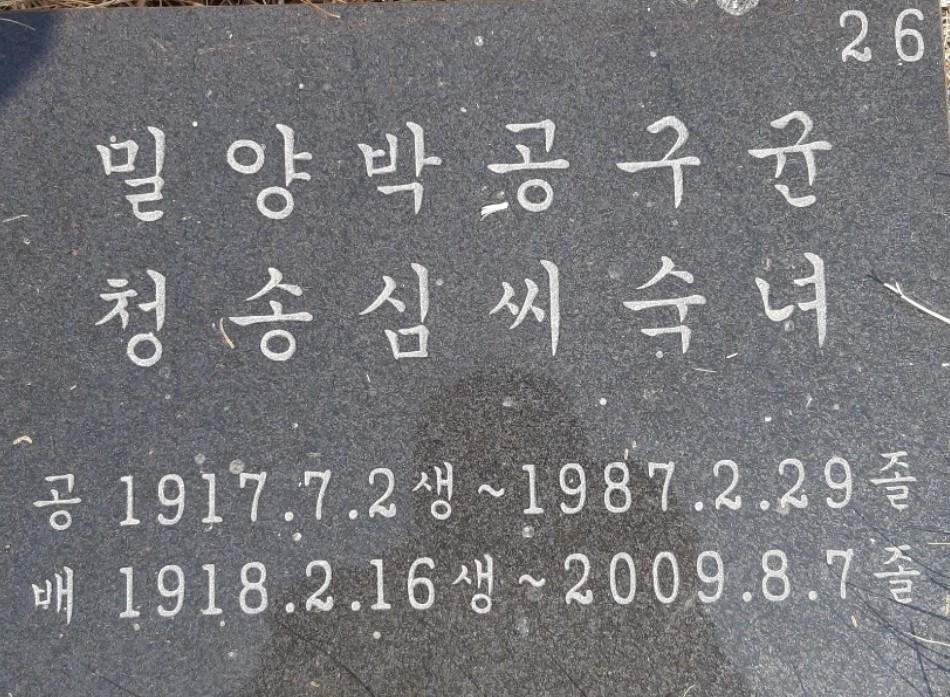 26
밀양박공구균
청송심씨숙녀
공 1917.7.2생~1987.2.29졸
배 1918.2.16생~2009.8.7졸